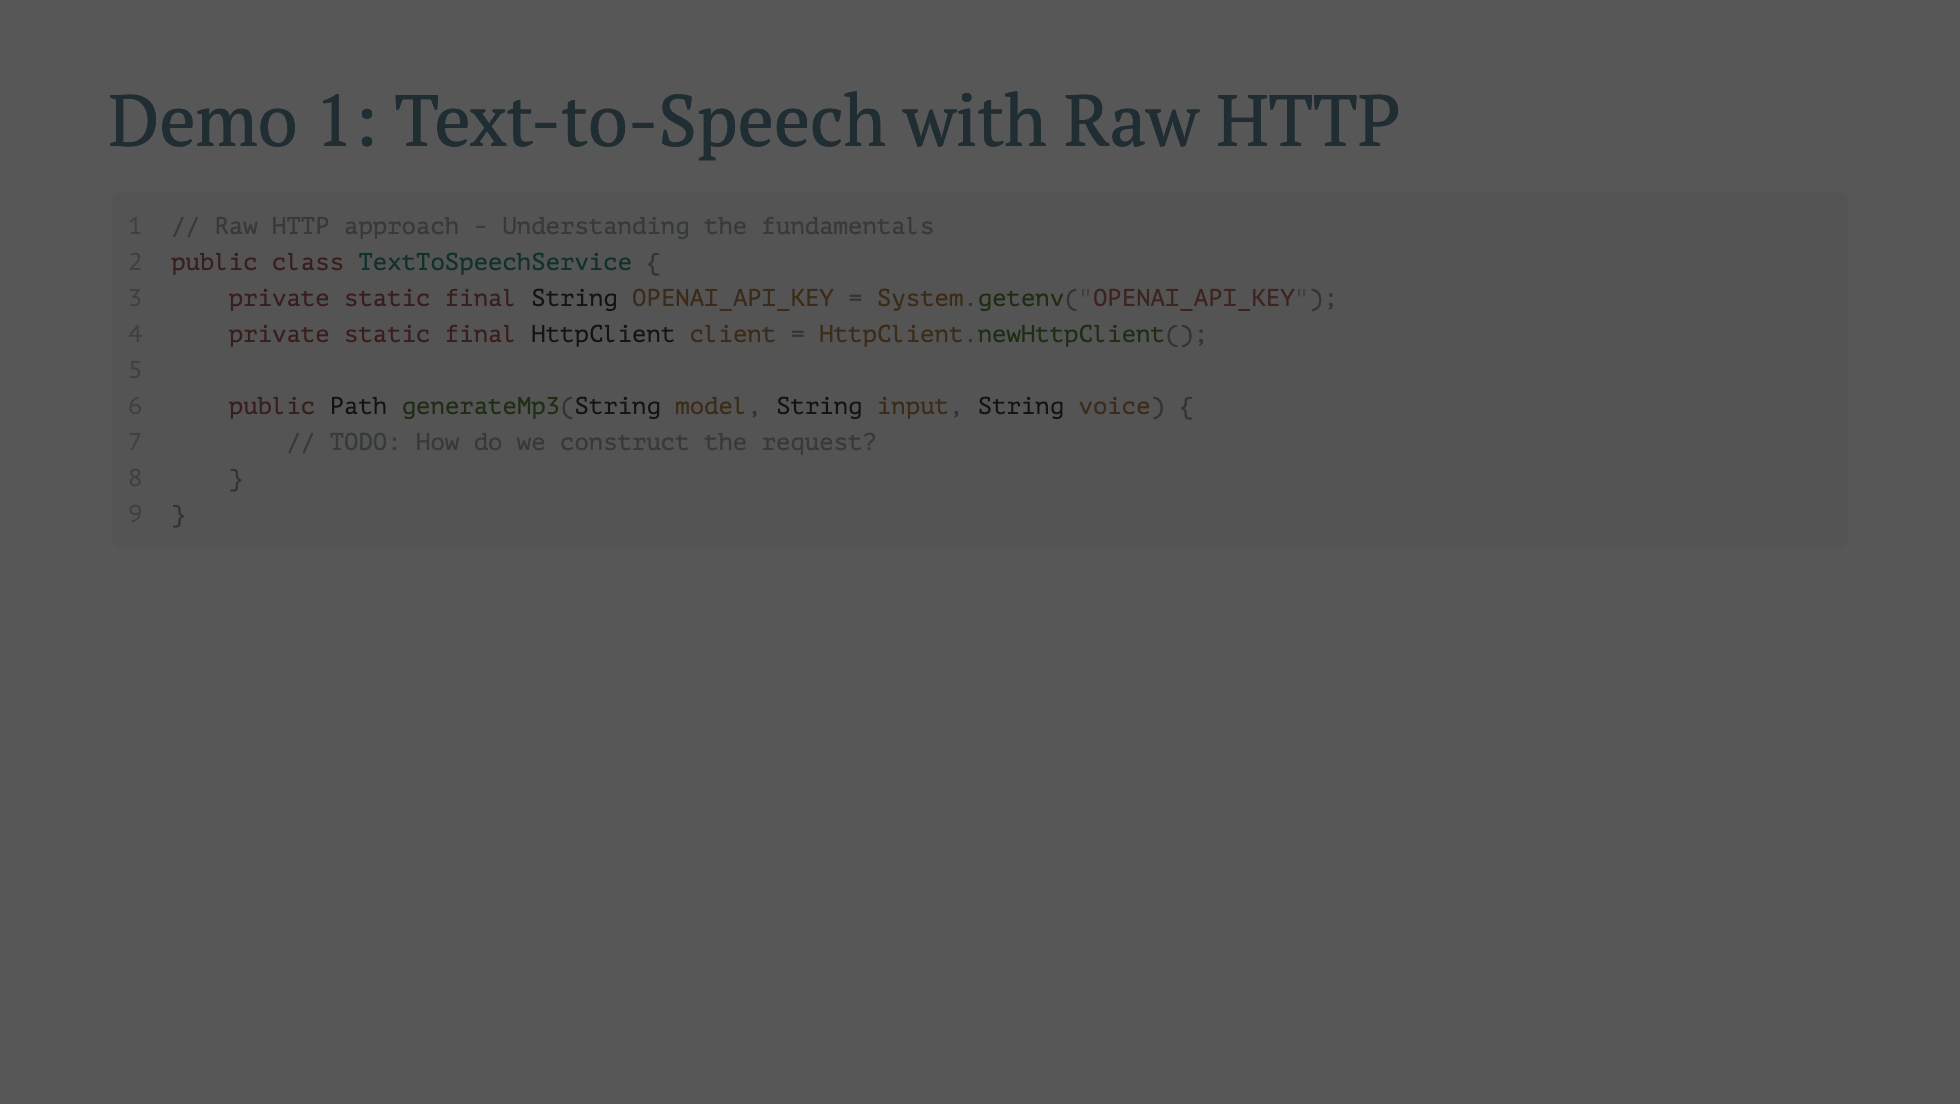 Demo 1: Text-to-Speech with Raw HTTP
1 // Raw HTTP approach - Understanding the fundamentals
2 public class TextToSpeechService {
3     private static final String OPENAI_API_KEY = System.getenv("OPENAI_API_KEY");
4     private static final HttpClient client = HttpClient.newHttpClient();
5
6     public Path generateMp3(String model, String input, String voice) {
7         // TODO: How do we construct the request?
8     }
9 }